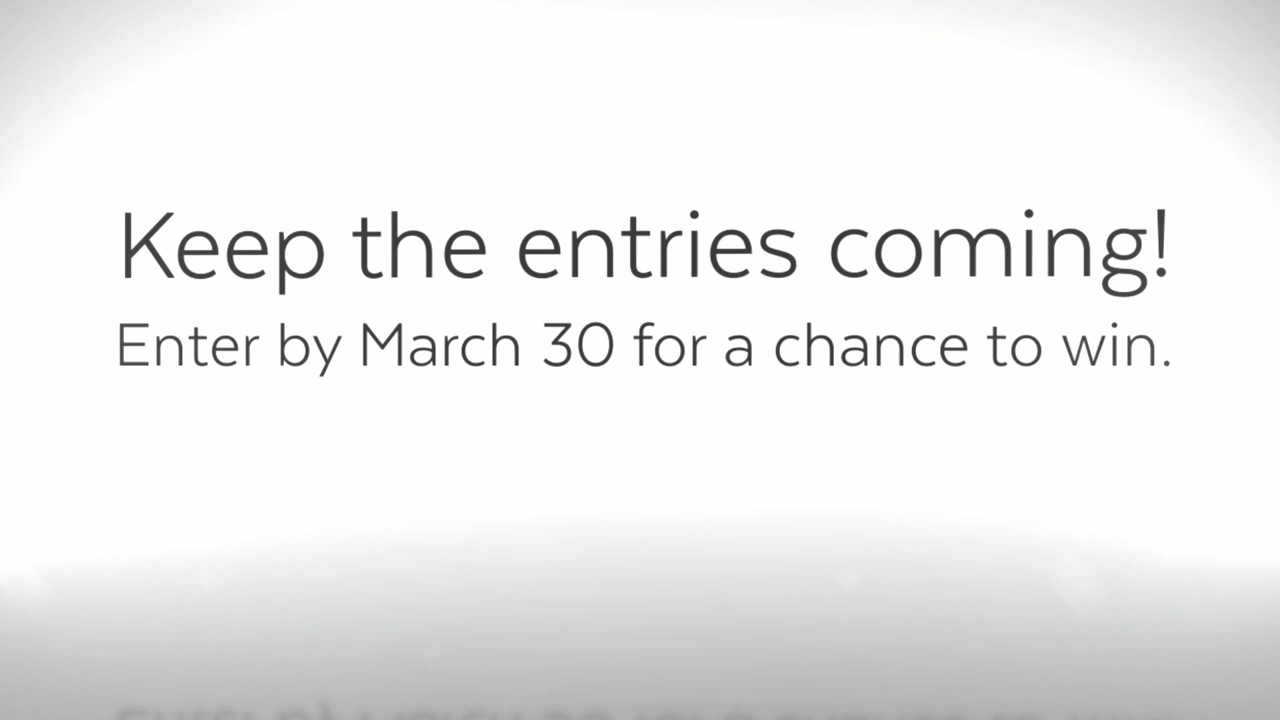 Keep the entries coming!
Enter by March 30 for a chance to win.